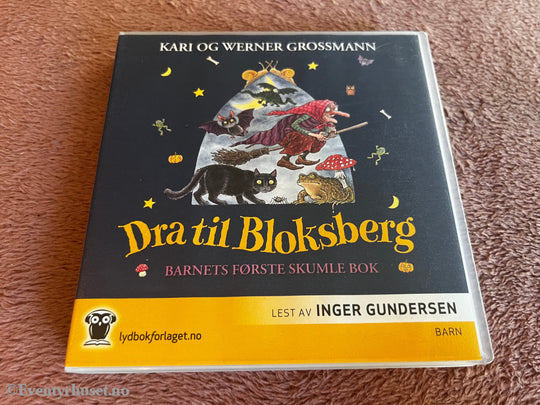 KARI OG WERNER GROSSMANN
Dra til Bloksberg
BARNETS FØRSTE SKUMLE BOK
LEST AV INGER GUNDERSEN
lydbokforlaget.no
BARN
© Eventyrhuset.no